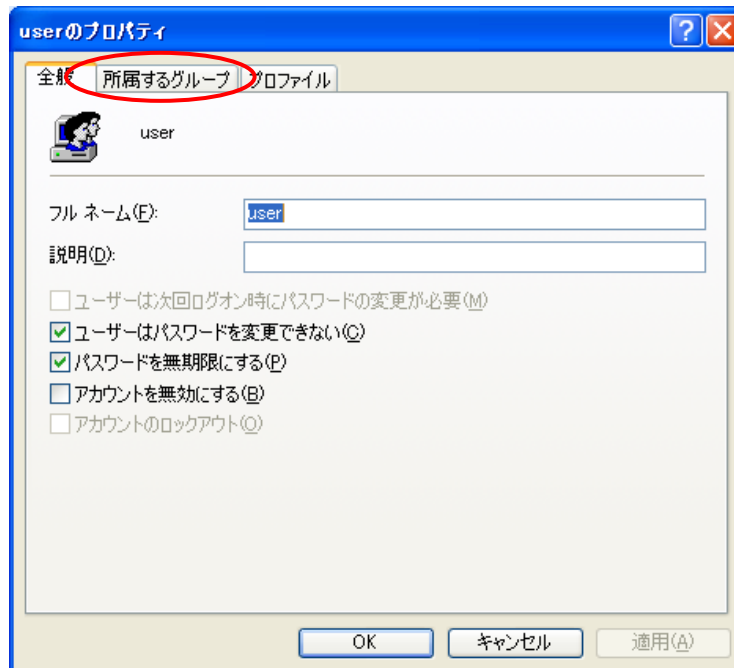 userのプロパティ
全般 所属するグループ プロファイル
user
フル ネーム(F): user
説明(D):
ユーザーは次回ログオン時にパスワードの変更が必要(M)
ユーザーはパスワードを変更できない(C)
パスワードを無期限にする(P)
アカウントを無効にする(B)
アカウントのロックアウト(O)
OK キャンセル 適用(A)